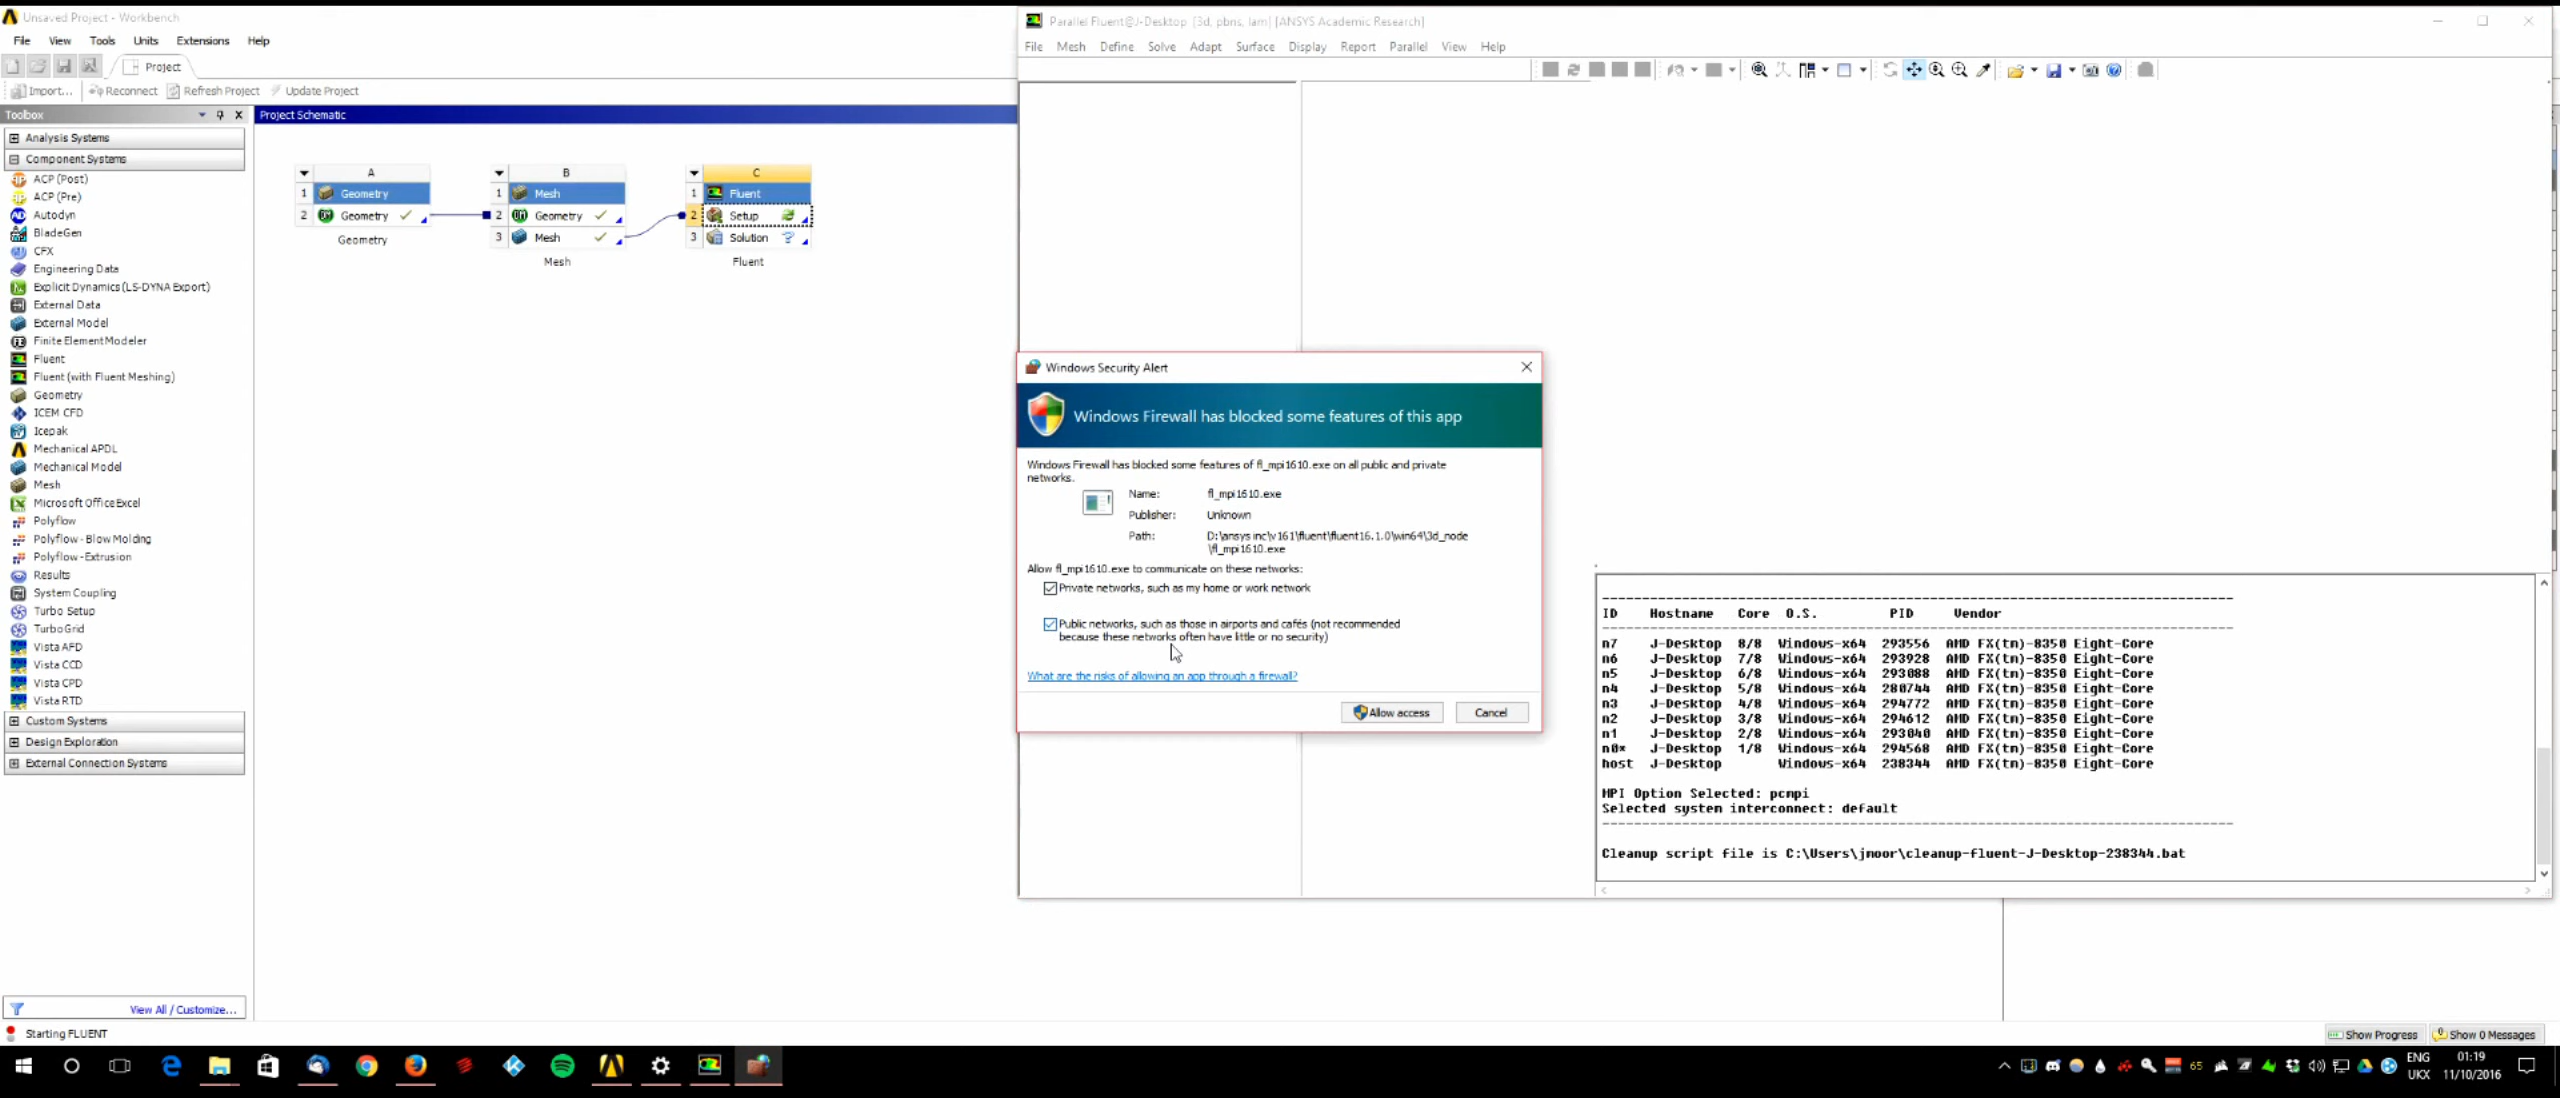 Unsaved Project - Workbench
File View Tools Units Extensions Help
Project
Import... Reconnect Refresh Project Update Project
Toolbox
Analysis Systems
Component Systems
ACP (Post)
ACP (Pre)
Autodyn
BladeGen
CFX
Engineering Data
Explicit Dynamics (LS-DYNA Export)
External Data
External Model
Finite Element Modeler
Fluent
Fluent (with Fluent Meshing)
Geometry
ICEM CFD
Icepak
Mechanical APDL
Mechanical Model
Mesh
Microsoft Office Excel
Polyflow
Polyflow - Blow Molding
Polyflow - Extrusion
Results
System Coupling
Turbo Setup
TurboGrid
Vista AFD
Vista CCD
Vista CPD
Vista RTD
Custom Systems
Design Exploration
External Connection Systems
View All / Customize...
Starting FLUENT
Project Schematic
A
1 Geometry
2 Geometry
Geometry
B
1 Mesh
2 Geometry
3 Mesh
Mesh
C
1 Fluent
2 Setup
3 Solution
Fluent
Parallel Fluent@J-Desktop [3d, pbns, lam] [ANSYS Academic Research]
File Mesh Define Solve Adapt Surface Display Report Parallel View Help
Windows Security Alert
Windows Firewall has blocked some features of this app
Windows Firewall has blocked some features of fl_mpi1610.exe on all public and private
networks.
Name: fl_mpi1610.exe
Publisher: Unknown
Path: D:\ansys inc\v161\fluent\fluent16.1.0\win64\3d_node
\fl_mpi1610.exe
Allow fl_mpi1610.exe to communicate on these networks:
Private networks, such as my home or work network
Public networks, such as those in airports and cafés (not recommended
because these networks often have little or no security)
What are the risks of allowing an app through a firewall?
Allow access Cancel
ID Hostname Core O.S. PID Vendor
n7 J-Desktop 8/8 Windows-x64 293556 AMD FX(tm)-8350 Eight-Core
n6 J-Desktop 7/8 Windows-x64 293928 AMD FX(tm)-8350 Eight-Core
n5 J-Desktop 6/8 Windows-x64 293088 AMD FX(tm)-8350 Eight-Core
n4 J-Desktop 5/8 Windows-x64 280744 AMD FX(tm)-8350 Eight-Core
n3 J-Desktop 4/8 Windows-x64 294772 AMD FX(tm)-8350 Eight-Core
n2 J-Desktop 3/8 Windows-x64 294612 AMD FX(tm)-8350 Eight-Core
n1 J-Desktop 2/8 Windows-x64 293040 AMD FX(tm)-8350 Eight-Core
n0* J-Desktop 1/8 Windows-x64 294568 AMD FX(tm)-8350 Eight-Core
host J-Desktop Windows-x64 238344 AMD FX(tm)-8350 Eight-Core
MPI Option Selected: pcmpi
Selected system interconnect: default
Cleanup script file is C:\Users\jmoor\cleanup-fluent-J-Desktop-238344.bat
Show Progress Show 0 Messages
65
ENG
UKX
01:19
11/10/2016